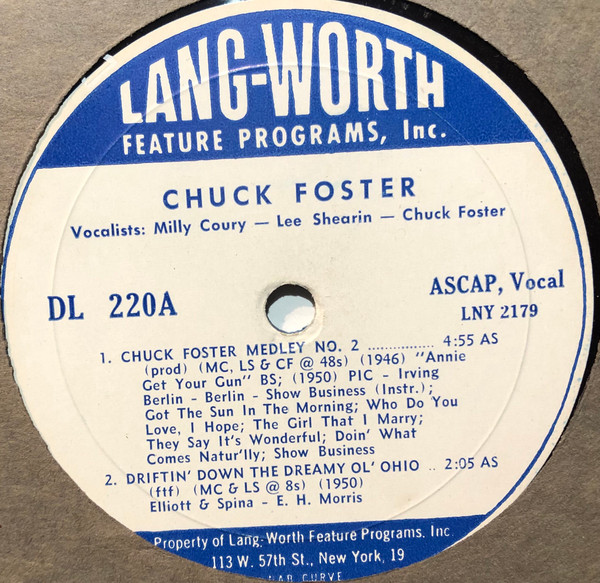 LANG-WORTH
FEATURE PROGRAMS, Inc.
CHUCK FOSTER
Vocalists: Milly Coury — Lee Shearin — Chuck Foster
DL 220A
ASCAP, Vocal
LNY 2179
1. CHUCK FOSTER MEDLEY NO. 2 ................ 4:55 AS
(prod) (MC, LS & CF @ 48s) (1946) "Annie
Get Your Gun" BS; (1950) PIC - Irving
Berlin - Berlin - Show Business (Instr.);
Got The Sun In The Morning; Who Do You
Love, I Hope; The Girl That I Marry;
They Say It's Wonderful; Doin' What
Comes Natur'lly; Show Business
2. DRIFTIN' DOWN THE DREAMY OL' OHIO .. 2:05 AS
(ftf) (MC & LS @ 8s) (1950)
Elliott & Spina - E. H. Morris
Property of Lang-Worth Feature Programs. Inc.
113 W. 57th St., New York, 19
CURVE